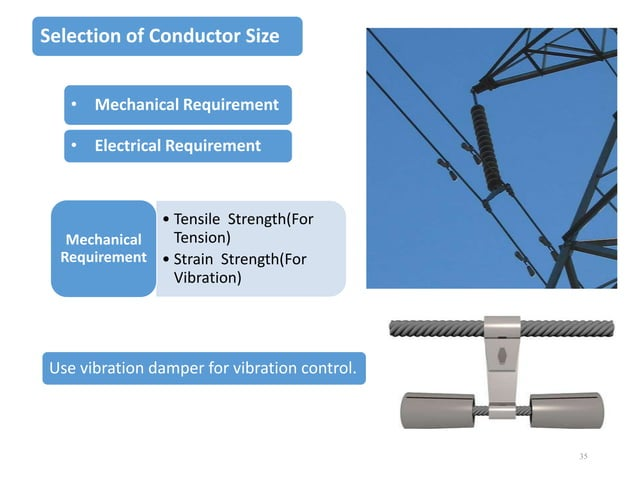 Selection of Conductor Size
• Mechanical Requirement
• Electrical Requirement
Mechanical
Requirement
• Tensile Strength(For
Tension)
• Strain Strength(For
Vibration)
Use vibration damper for vibration control.
35